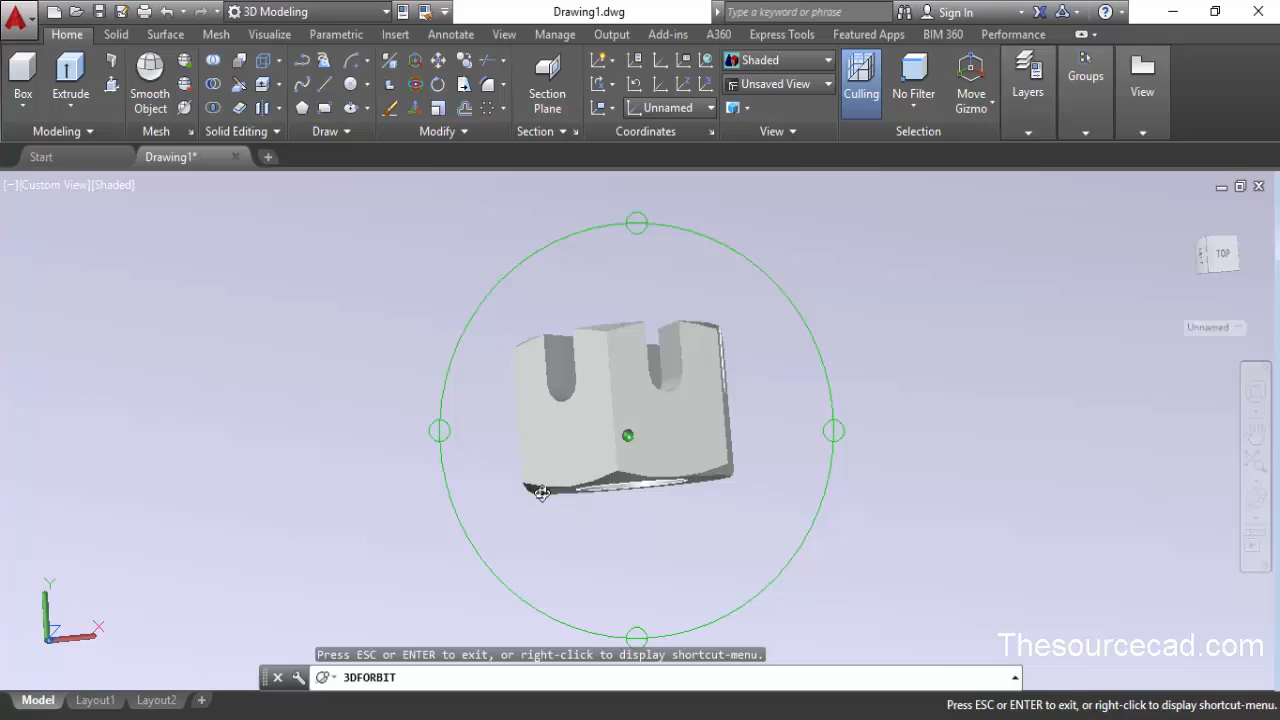 3D Modeling
Drawing1.dwg
Type a keyword or phrase
Sign In
Home Solid Surface Mesh Visualize Parametric Insert Annotate View Manage Output Add-ins A360 Express Tools Featured Apps BIM 360 Performance
Box
Extrude
Smooth
Object
Section
Plane
Shaded
Unsaved View
Unnamed
Culling
No Filter
Move
Gizmo
Layers
Groups
View
Modeling
Mesh
Solid Editing
Draw
Modify
Section
Coordinates
View
Selection
Start
Drawing1*
[−][Custom View][Shaded]
TOP
Unnamed
Y
Z
X
Thesourcecad.com
Press ESC or ENTER to exit, or right-click to display shortcut-menu.
3DFORBIT
Model Layout1 Layout2
Press ESC or ENTER to exit, or right-click to display shortcut-menu.